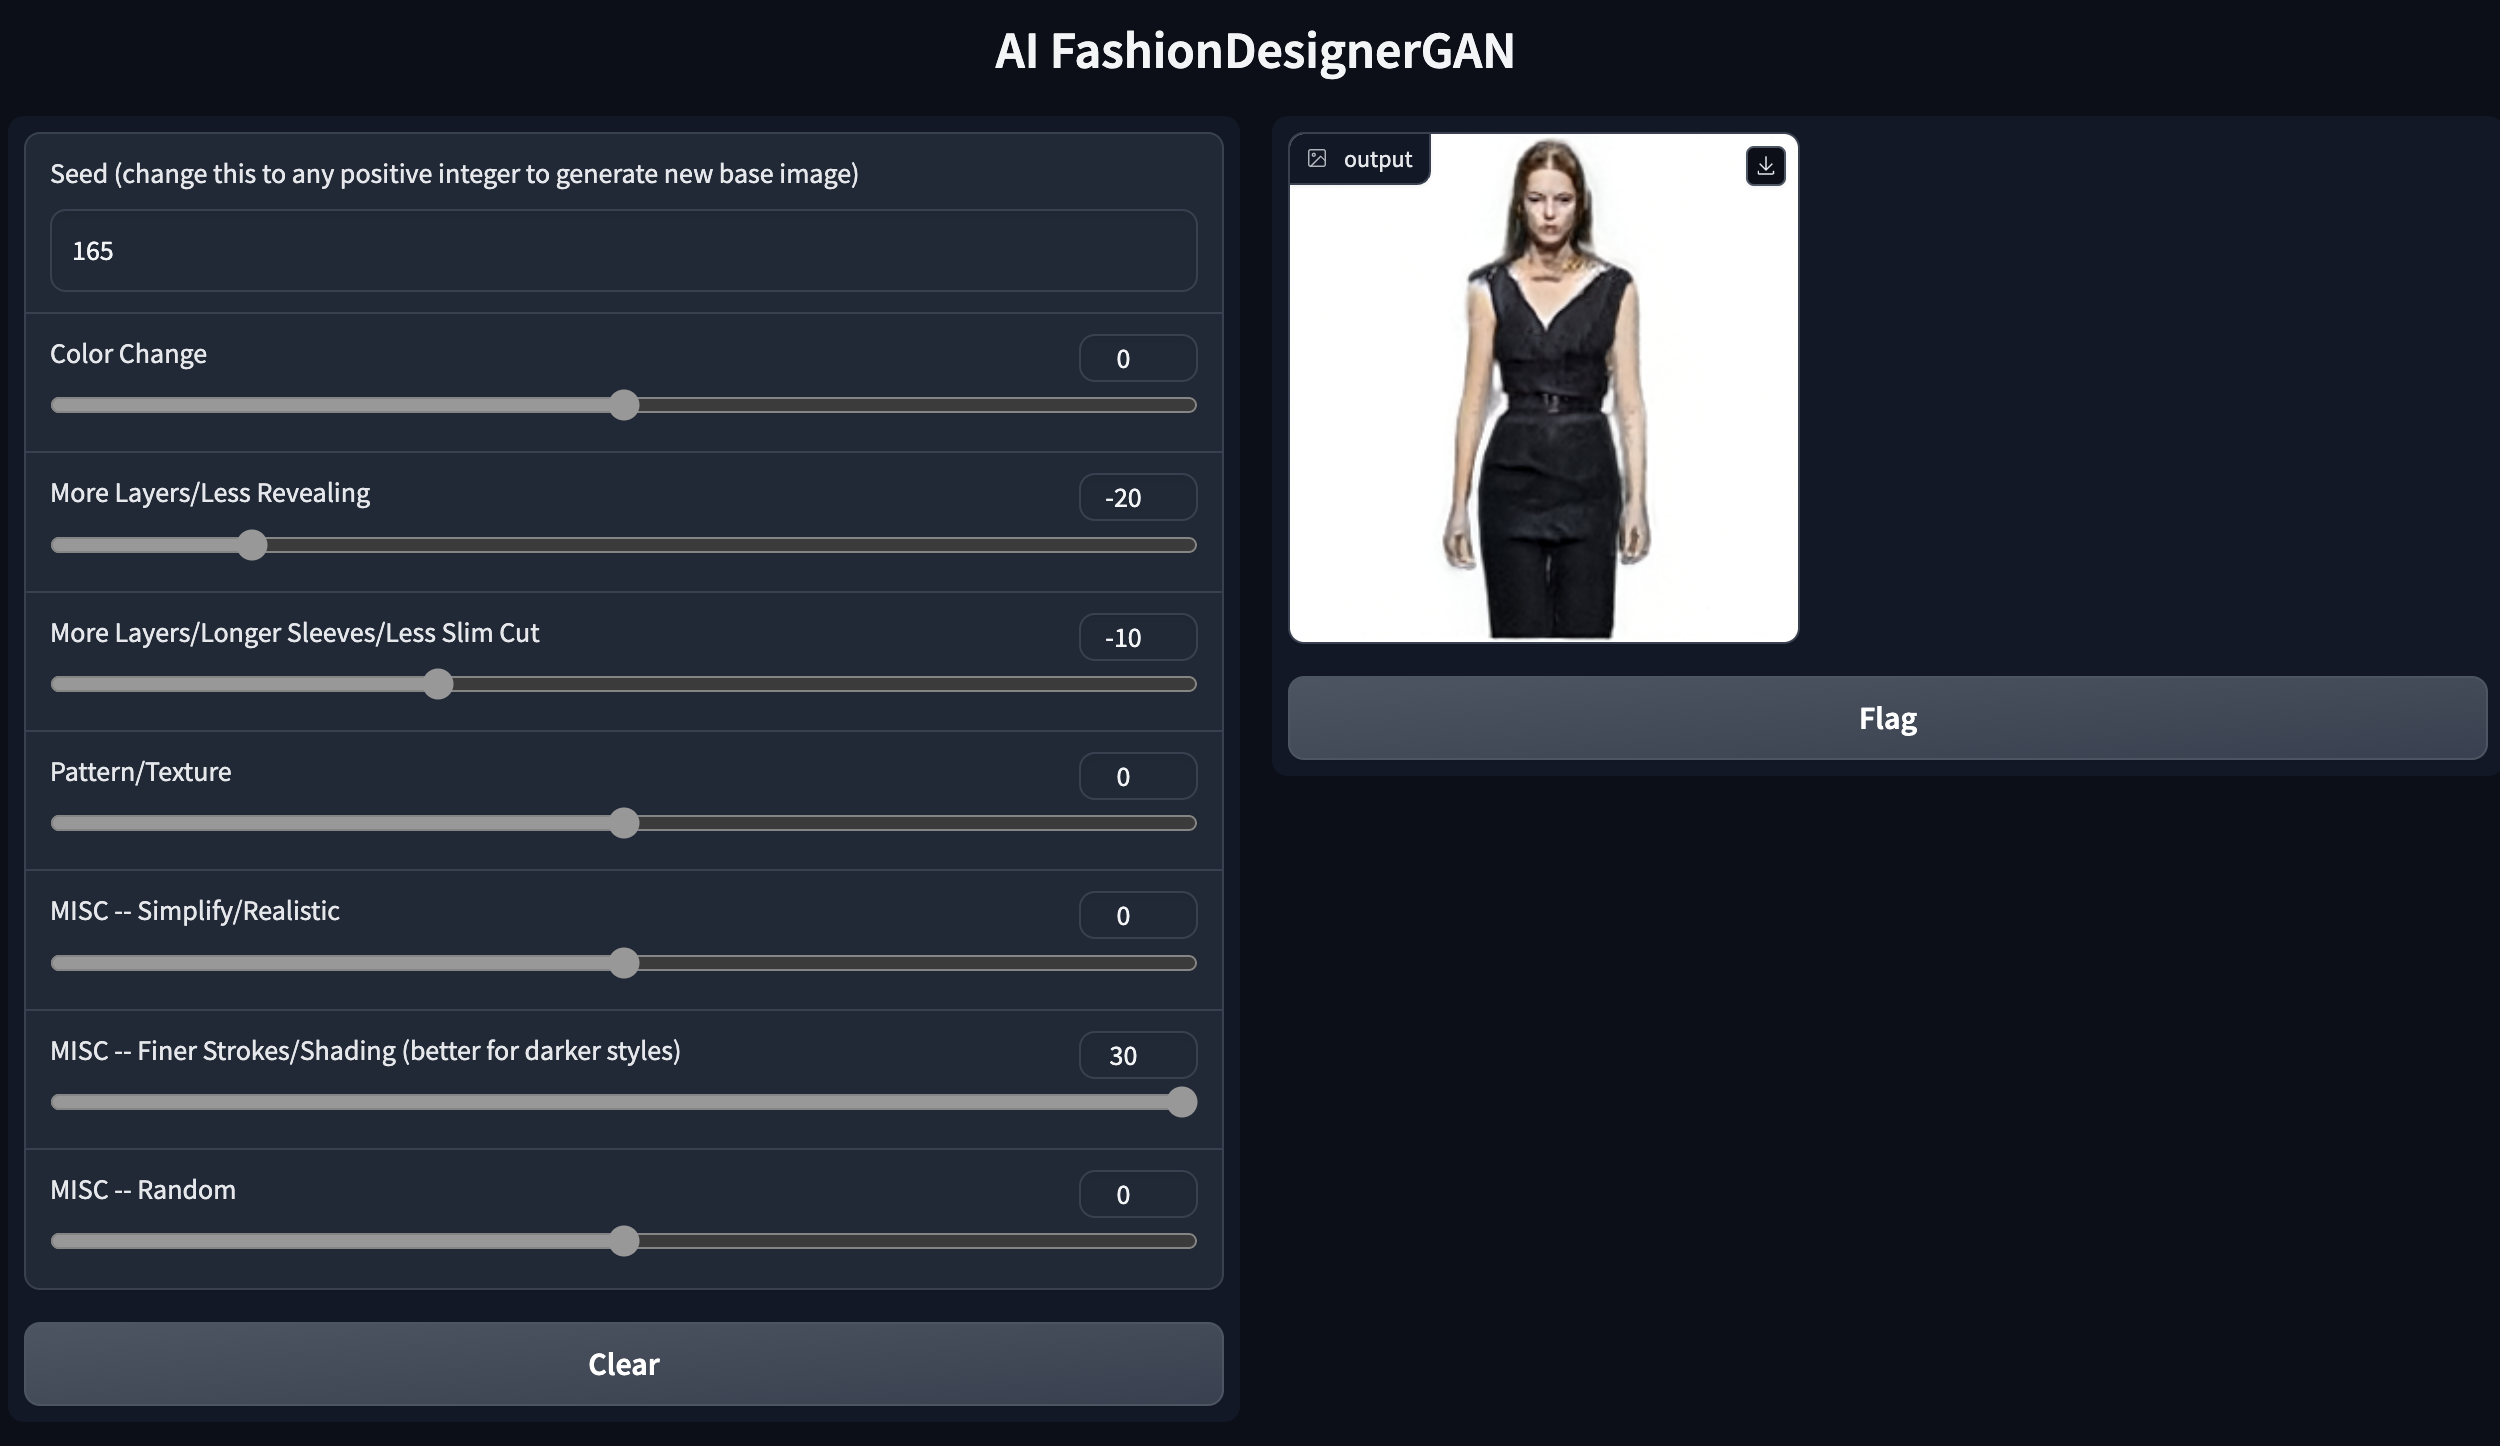 AI FashionDesignerGAN
Seed (change this to any positive integer to generate new base image)
165
Color Change
0
More Layers/Less Revealing
-20
More Layers/Longer Sleeves/Less Slim Cut
-10
Pattern/Texture
0
MISC -- Simplify/Realistic
0
MISC -- Finer Strokes/Shading (better for darker styles)
30
MISC -- Random
0
Clear
output
Flag